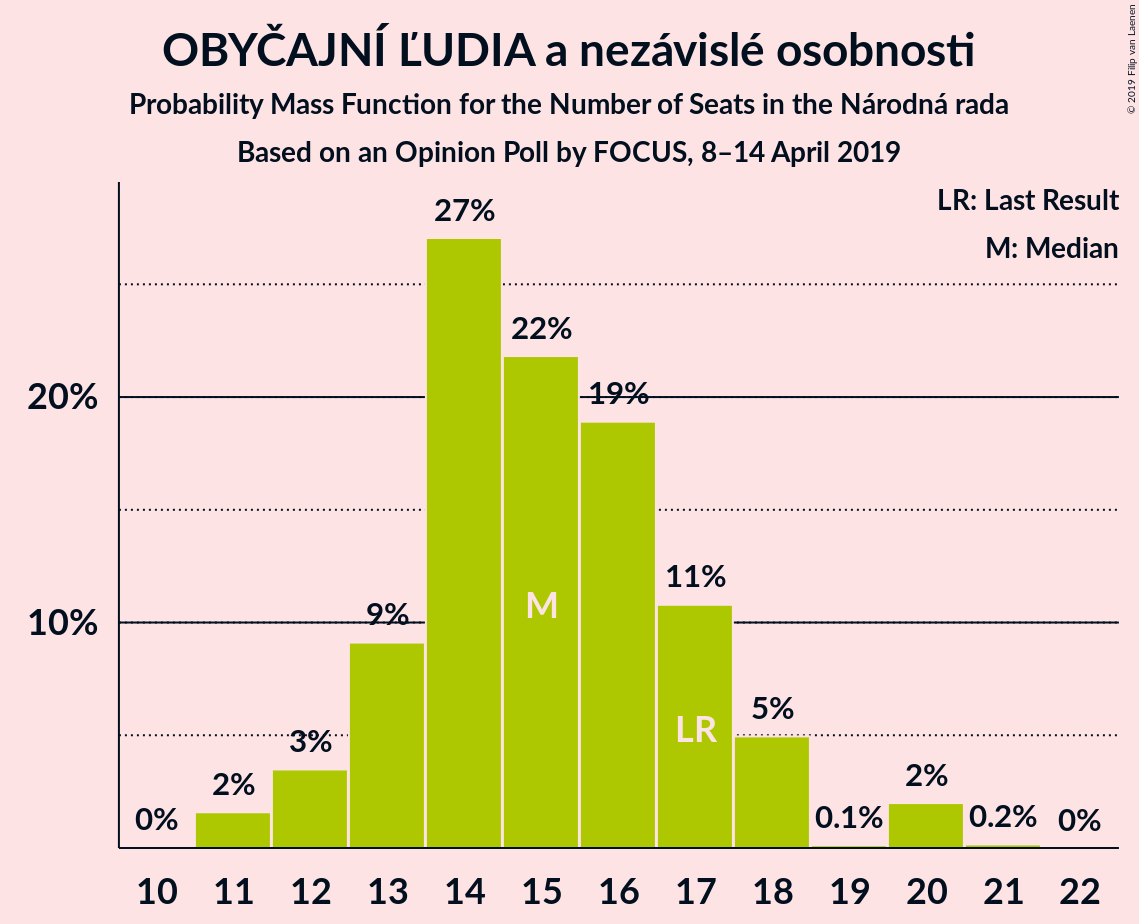 OBYČAJNÍ ĽUDIA a nezávislé osobnosti
Probability Mass Function for the Number of Seats in the Národná rada
Based on an Opinion Poll by FOCUS, 8–14 April 2019
© 2019 Filip van Laenen
LR: Last Result
M: Median
27%
22%
20%
19%
11%
10%
9%
M
LR
5%
3%
2%
2%
0%
0.1%
0.2%
0%
10 11 12 13 14 15 16 17 18 19 20 21 22